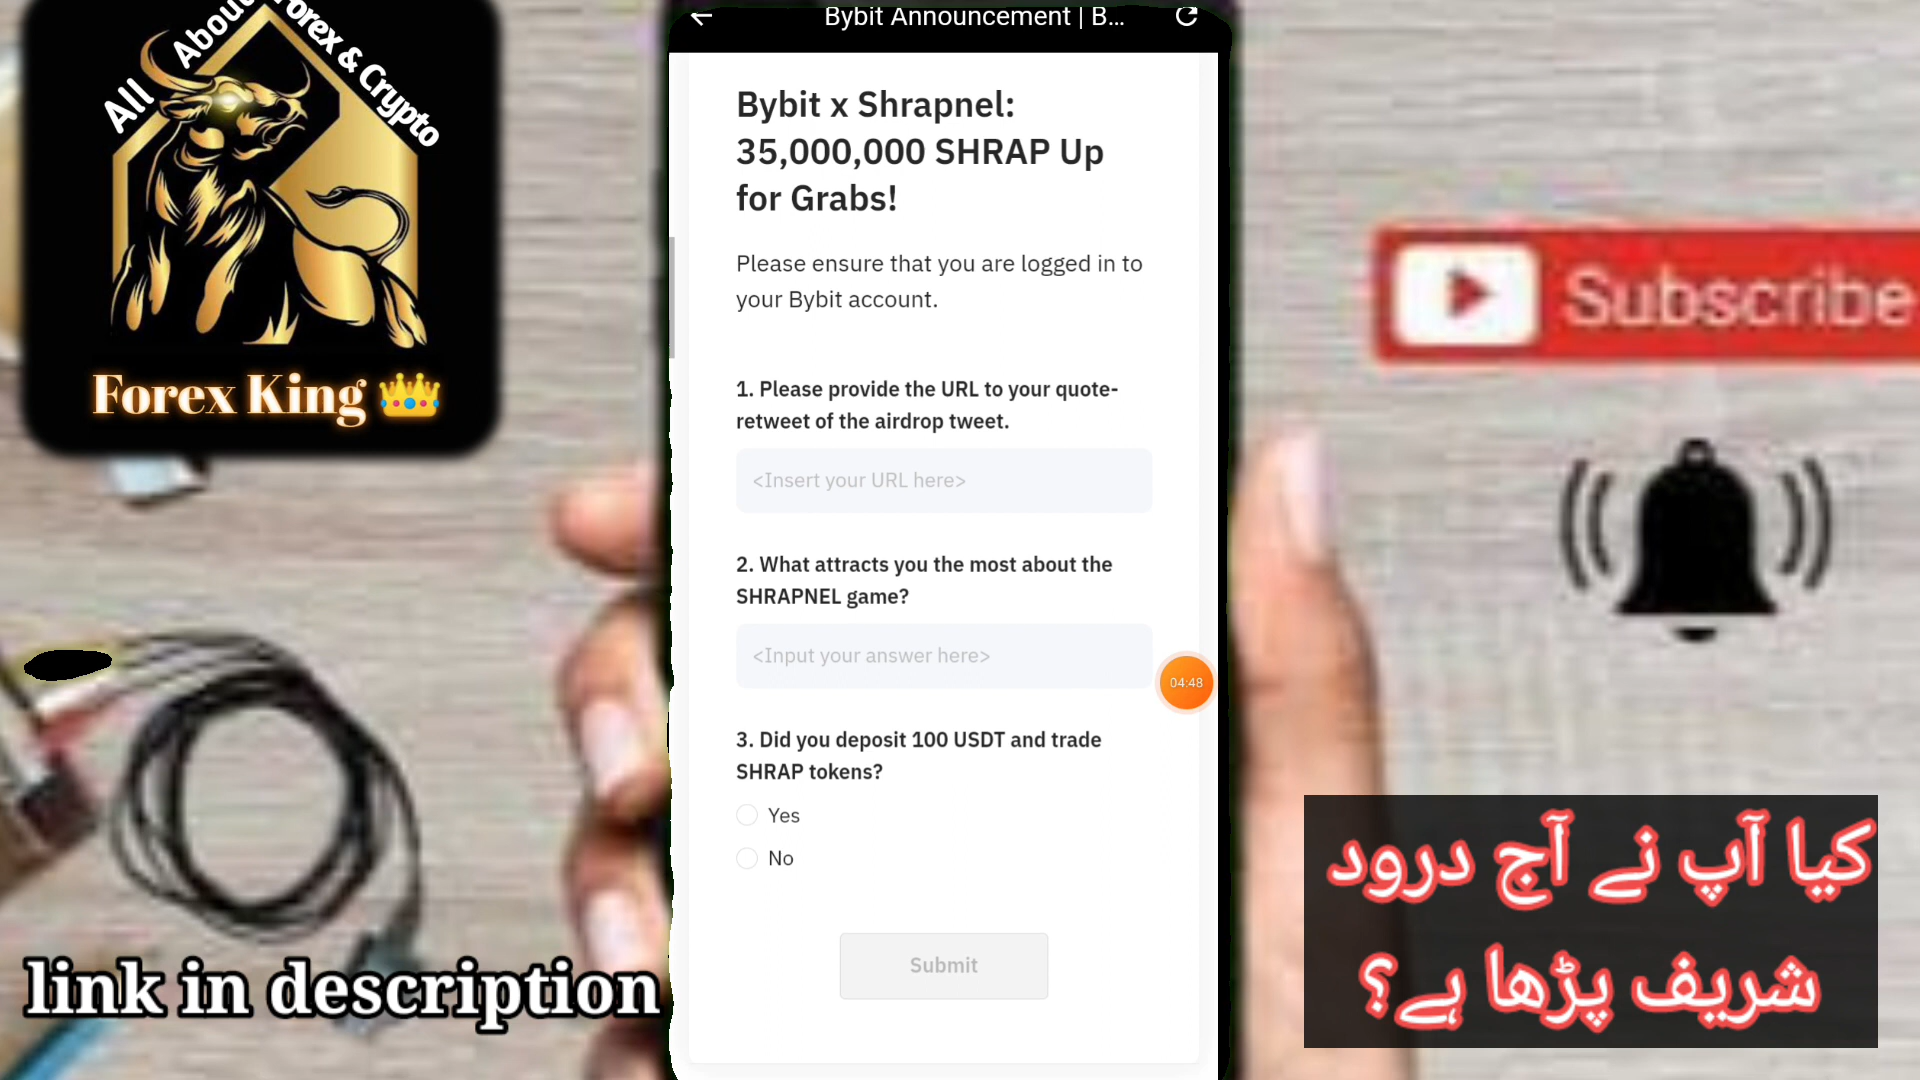 All About Forex & Crypto
Forex King
Bybit Announcement | B...
Bybit x Shrapnel:
35,000,000 SHRAP Up
for Grabs!
Please ensure that you are logged in to
your Bybit account.
1. Please provide the URL to your quote-
retweet of the airdrop tweet.
<Insert your URL here>
2. What attracts you the most about the
SHRAPNEL game?
<Input your answer here>
04:48
3. Did you deposit 100 USDT and trade
SHRAP tokens?
Yes
No
Submit
Subscribe
کیا آپ نے آج درود
شریف پڑھا ہے؟
link in description